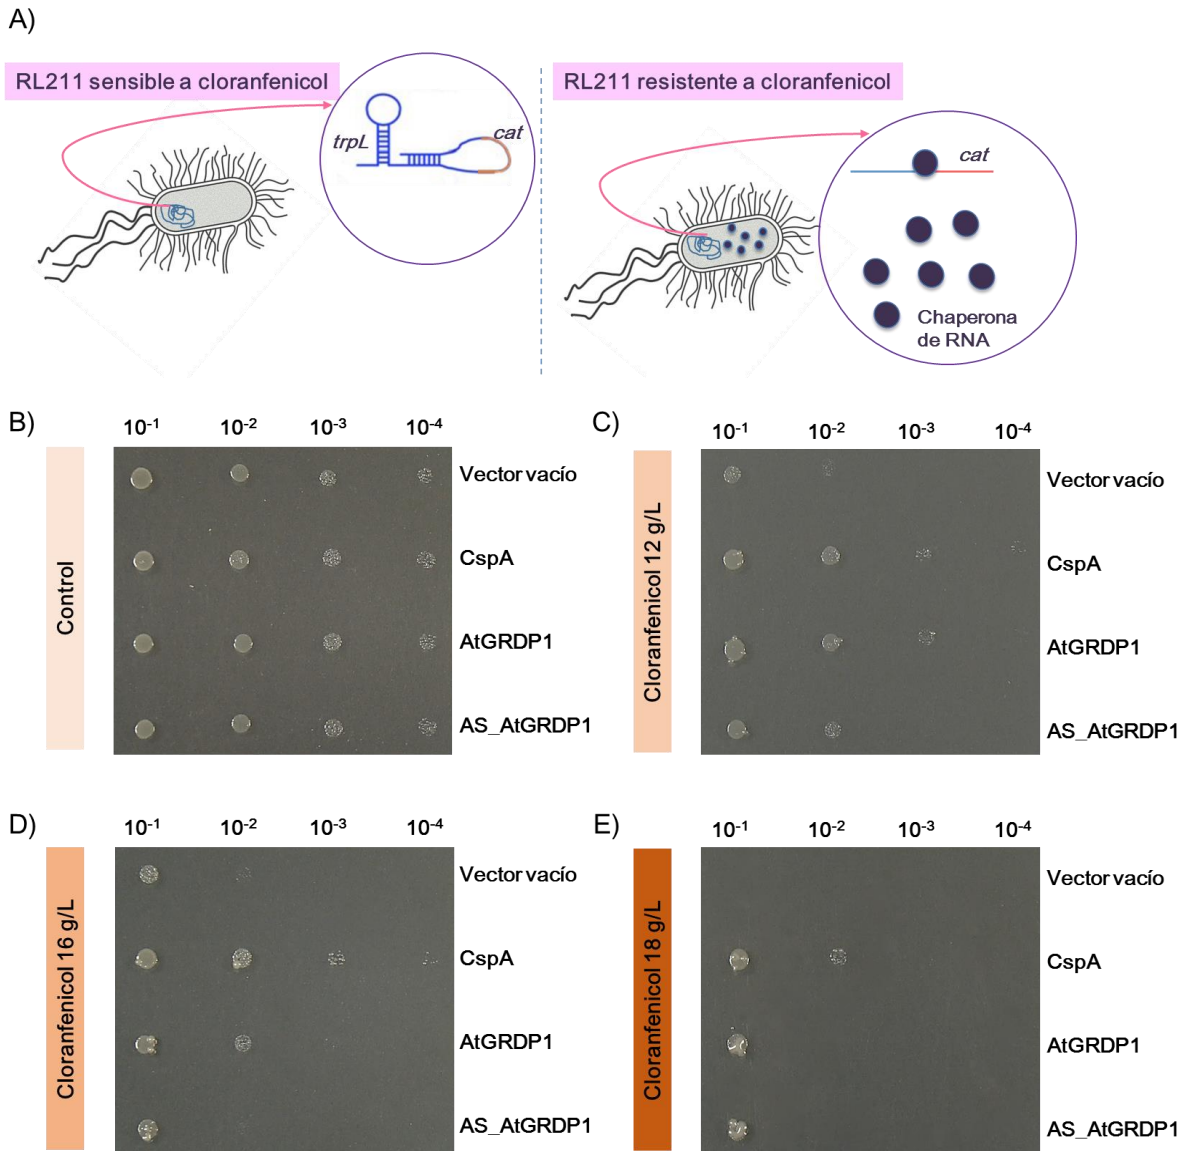 A)
RL211 sensible a cloranfenicol
trpL
cat
RL211 resistente a cloranfenicol
cat
Chaperona
de RNA
B)
10-1 10-2 10-3 10-4
Control
Vector vacío
CspA
AtGRDP1
AS_AtGRDP1
C)
10-1 10-2 10-3 10-4
Cloranfenicol 12 g/L
Vector vacío
CspA
AtGRDP1
AS_AtGRDP1
D)
10-1 10-2 10-3 10-4
Cloranfenicol 16 g/L
Vector vacío
CspA
AtGRDP1
AS_AtGRDP1
E)
10-1 10-2 10-3 10-4
Cloranfenicol 18 g/L
Vector vacío
CspA
AtGRDP1
AS_AtGRDP1